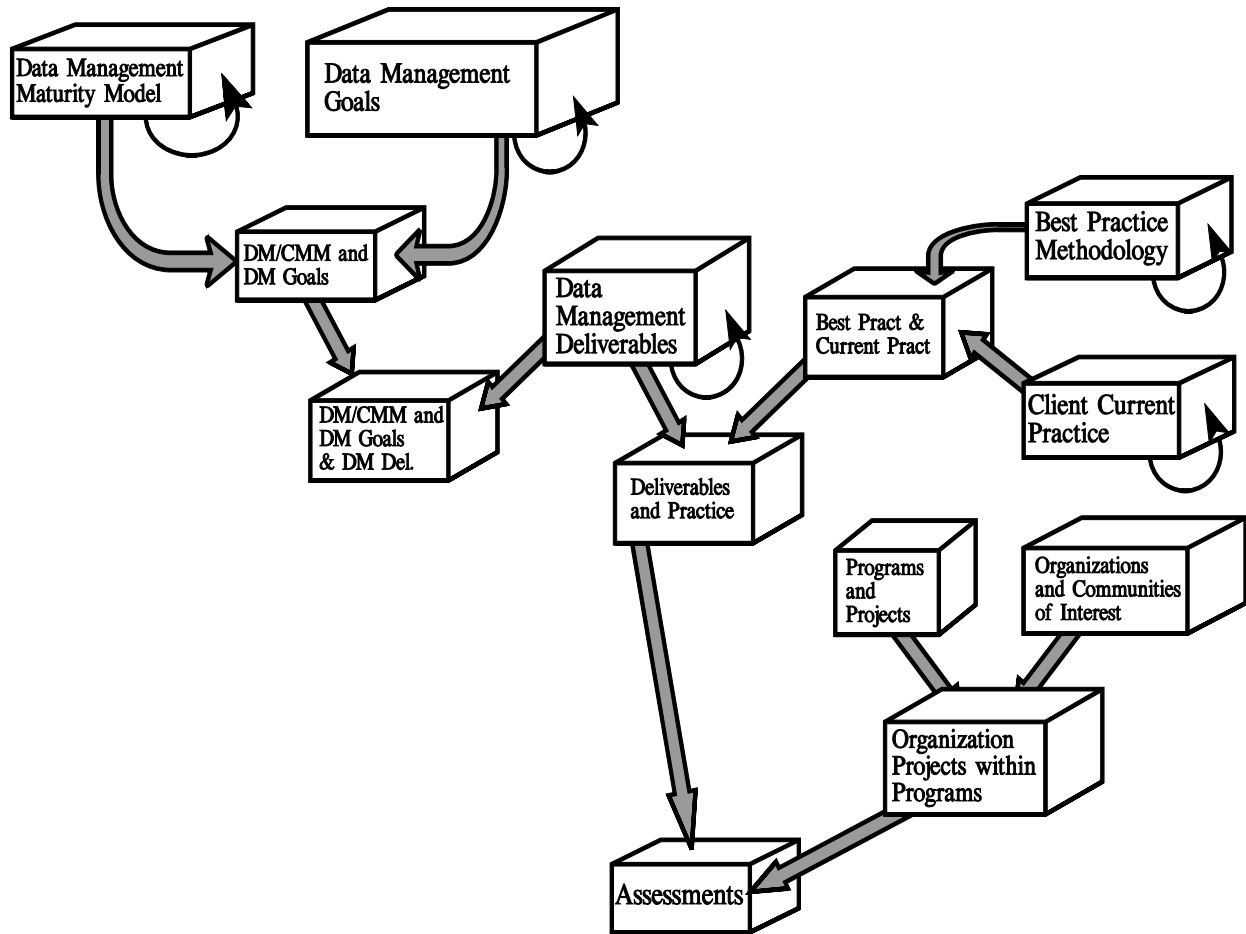 Data Management
Maturity Model
Data Management
Goals
DM/CMM and
DM Goals
Best Practice
Methodology
Data
Management
Deliverables
Best Pract &
Current Pract
DM/CMM and
DM Goals
& DM Del.
Client Current
Practice
Deliverables
and Practice
Programs
and
Projects
Organizations
and Communities
of Interest
Organization
Projects within
Programs
Assessments